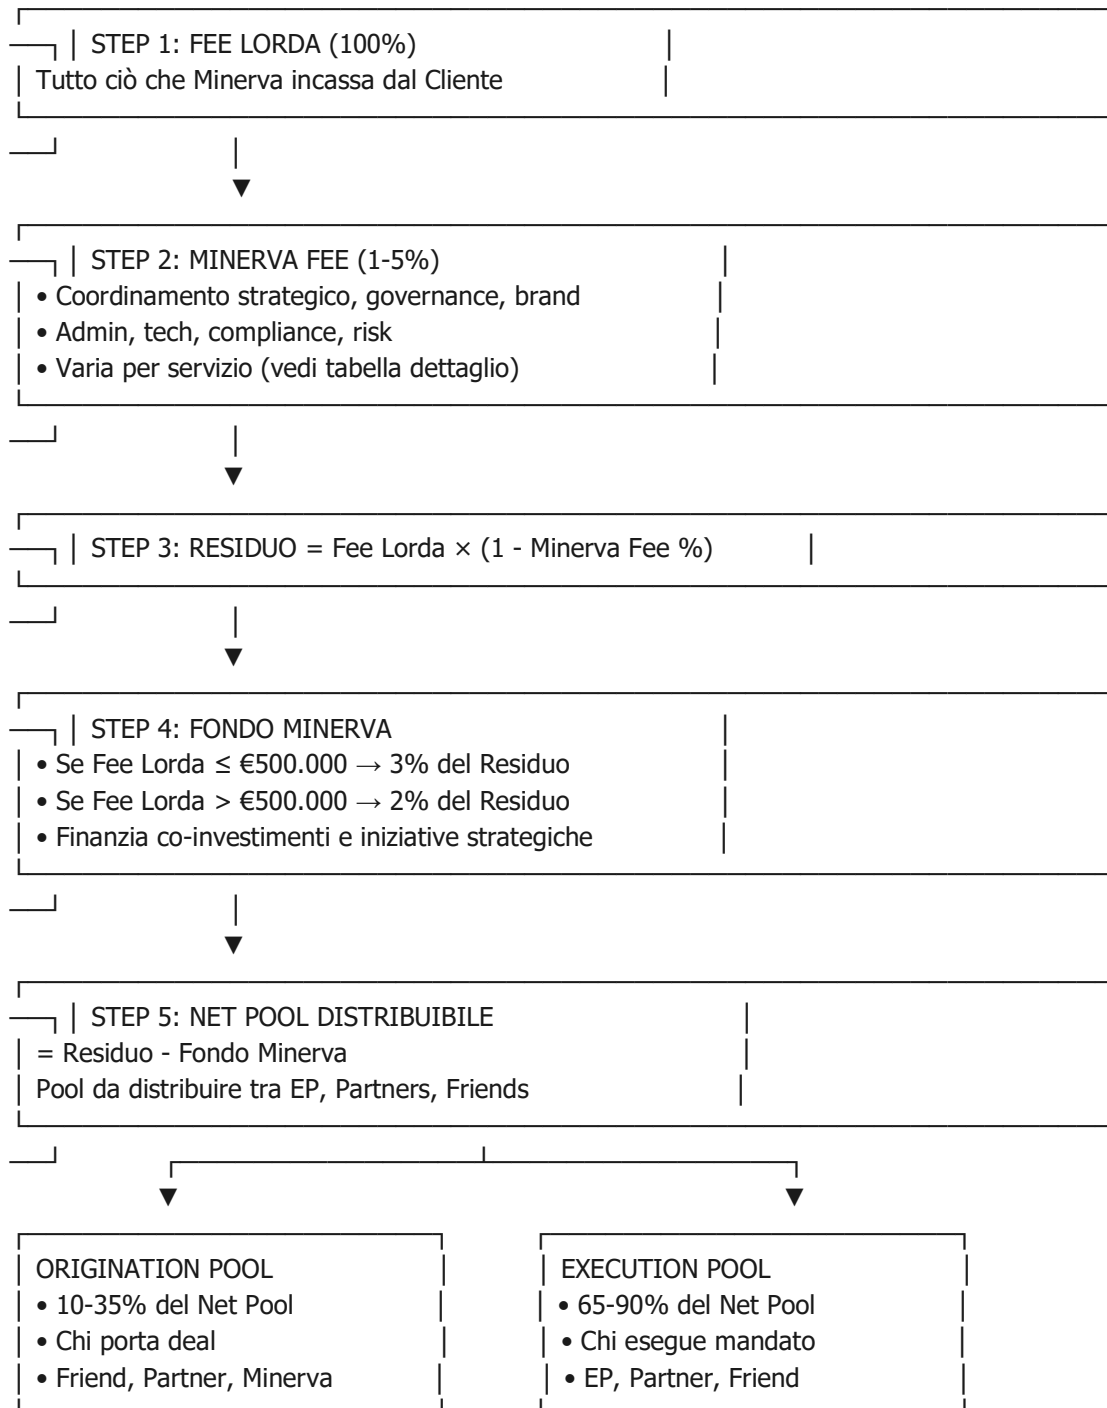 STEP 1: FEE LORDA (100%)
Tutto ciò che Minerva incassa dal Cliente
▼
STEP 2: MINERVA FEE (1-5%)
• Coordinamento strategico, governance, brand
• Admin, tech, compliance, risk
• Varia per servizio (vedi tabella dettaglio)
▼
STEP 3: RESIDUO = Fee Lorda × (1 - Minerva Fee %)
▼
STEP 4: FONDO MINERVA
• Se Fee Lorda ≤ €500.000 → 3% del Residuo
• Se Fee Lorda > €500.000 → 2% del Residuo
• Finanzia co-investimenti e iniziative strategiche
▼
STEP 5: NET POOL DISTRIBUIBILE
= Residuo - Fondo Minerva
Pool da distribuire tra EP, Partners, Friends
▼ ▼
ORIGINATION POOL
• 10-35% del Net Pool
• Chi porta deal
• Friend, Partner, Minerva
EXECUTION POOL
• 65-90% del Net Pool
• Chi esegue mandato
• EP, Partner, Friend